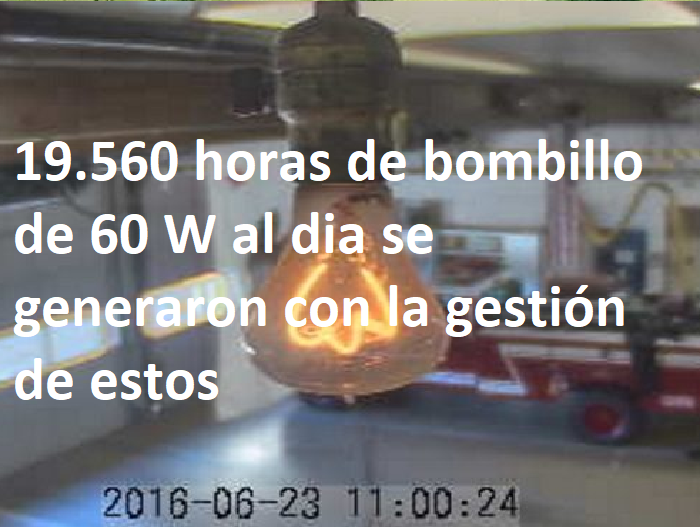 19.560 horas de bombillo
de 60 W al dia se
generaron con la gestión
de estos
2016-06-23 11:00:24